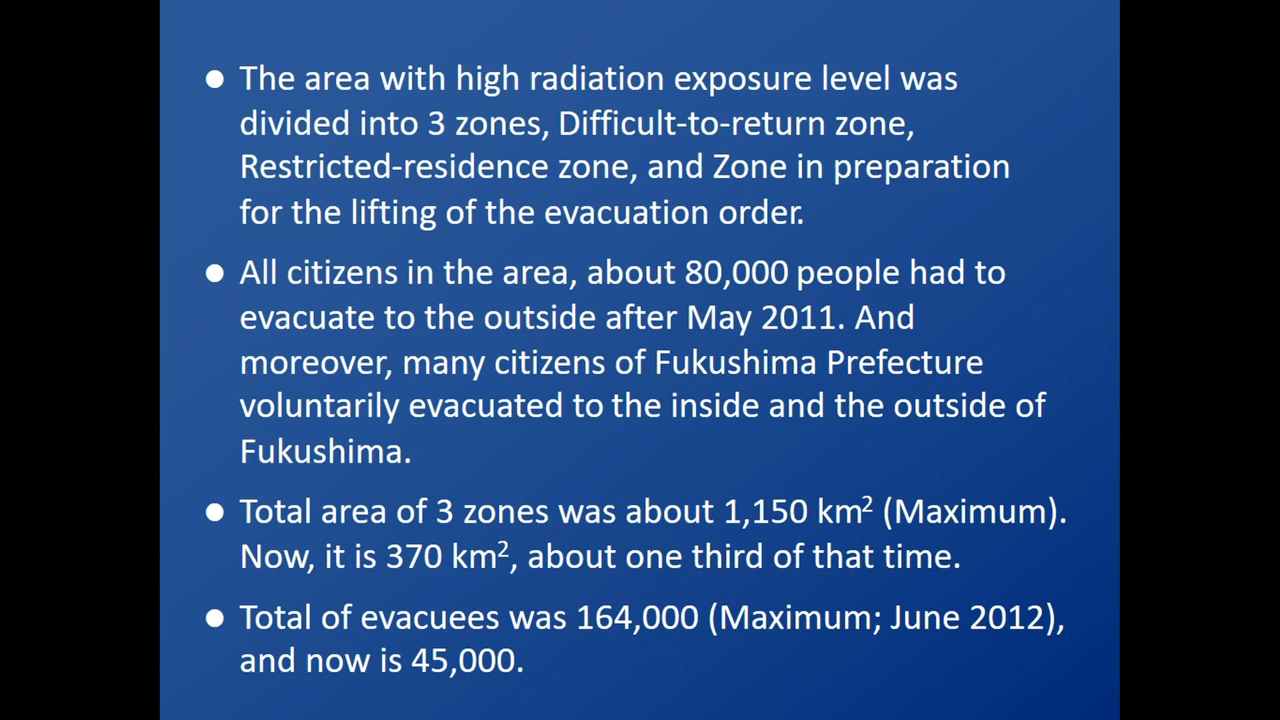 ● The area with high radiation exposure level was
divided into 3 zones, Difficult-to-return zone,
Restricted-residence zone, and Zone in preparation
for the lifting of the evacuation order.
● All citizens in the area, about 80,000 people had to
evacuate to the outside after May 2011. And
moreover, many citizens of Fukushima Prefecture
voluntarily evacuated to the inside and the outside of
Fukushima.
● Total area of 3 zones was about 1,150 km² (Maximum).
Now, it is 370 km², about one third of that time.
● Total of evacuees was 164,000 (Maximum; June 2012),
and now is 45,000.